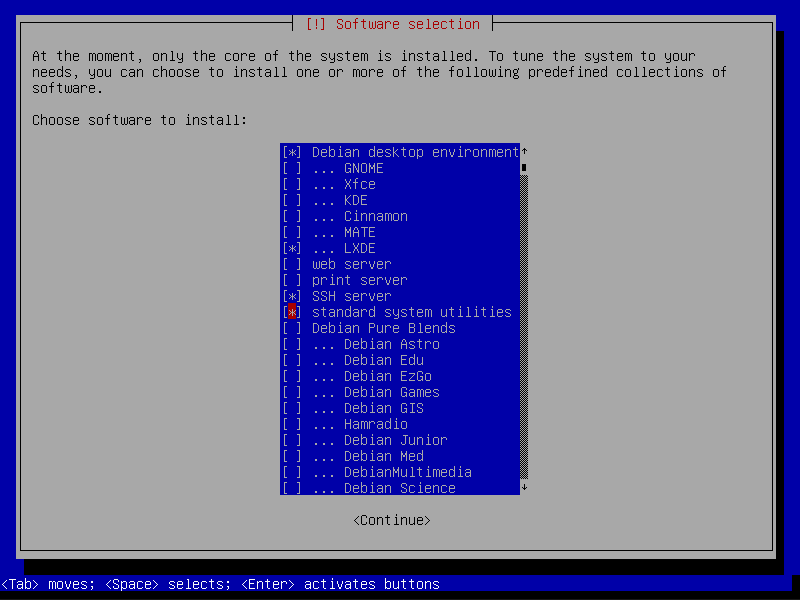 [!] Software selection
At the moment, only the core of the system is installed. To tune the system to your
needs, you can choose to install one or more of the following predefined collections of
software.
Choose software to install:
[*] Debian desktop environment↑
[ ] ... GNOME
[ ] ... Xfce
[ ] ... KDE
[ ] ... Cinnamon
[ ] ... MATE
[*] ... LXDE
[ ] web server
[ ] print server
[*] SSH server
[*] standard system utilities
[ ] Debian Pure Blends
[ ] ... Debian Astro
[ ] ... Debian Edu
[ ] ... Debian EzGo
[ ] ... Debian Games
[ ] ... Debian GIS
[ ] ... Hamradio
[ ] ... Debian Junior
[ ] ... Debian Med
[ ] ... DebianMultimedia
[ ] ... Debian Science ↓
<Continue>
<Tab> moves; <Space> selects; <Enter> activates buttons